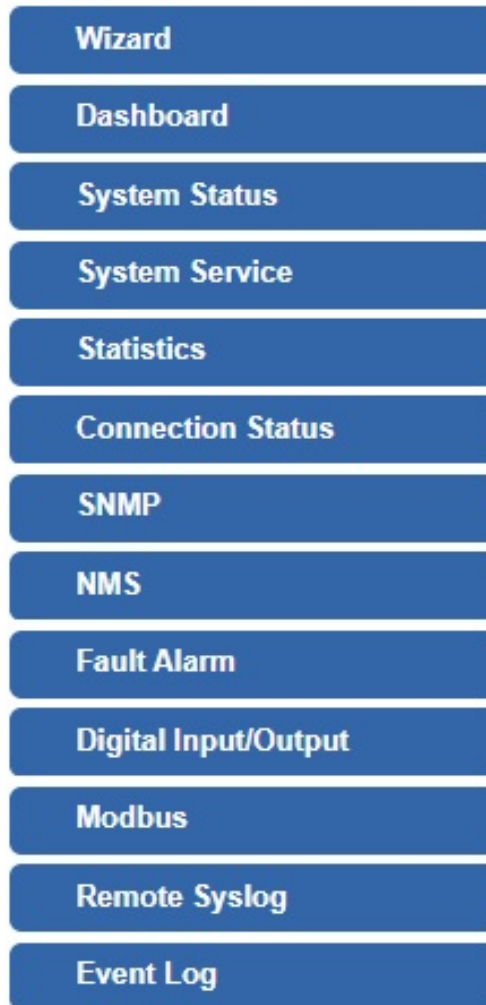 Wizard
Dashboard
System Status
System Service
Statistics
Connection Status
SNMP
NMS
Fault Alarm
Digital Input/Output
Modbus
Remote Syslog
Event Log